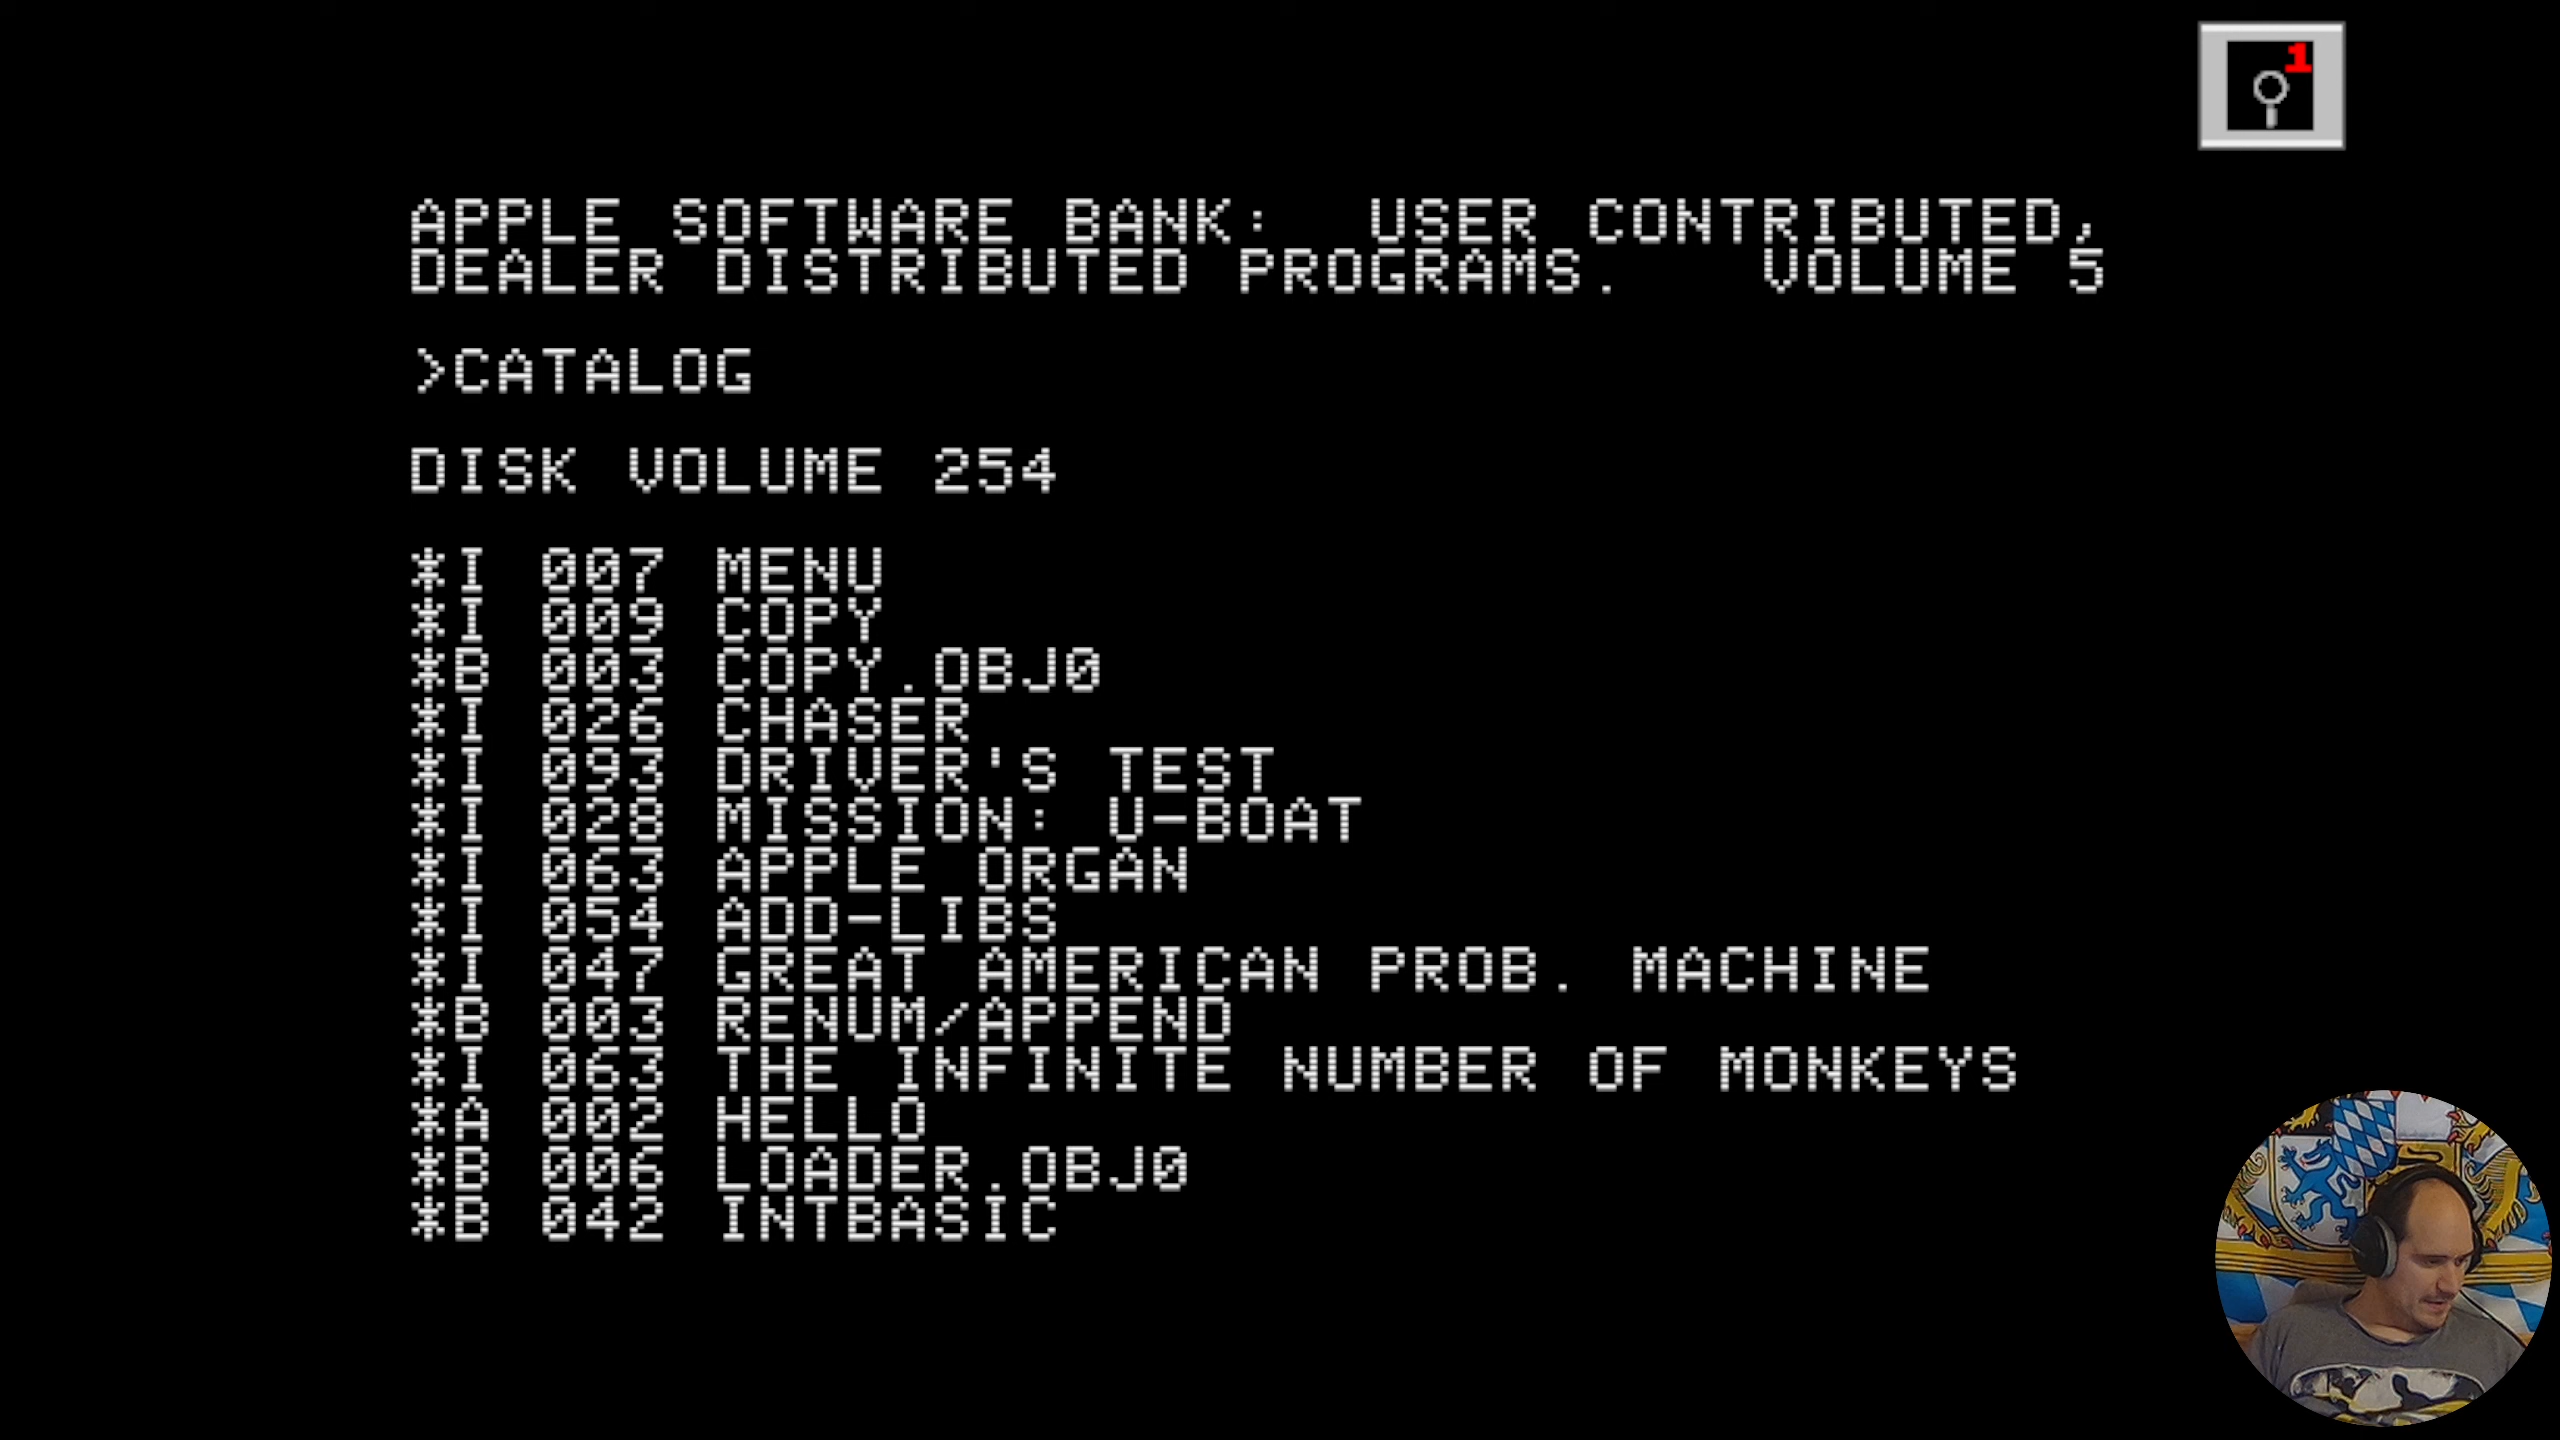 1
APPLE SOFTWARE BANK:  USER CONTRIBUTED,
DEALER DISTRIBUTED PROGRAMS.   VOLUME 5
>CATALOG
DISK VOLUME 254
*I 007 MENU
*I 009 COPY
*B 003 COPY.OBJ0
*I 026 CHASER
*I 093 DRIVER'S TEST
*I 028 MISSION: U-BOAT
*I 063 APPLE ORGAN
*I 054 ADD-LIBS
*I 047 GREAT AMERICAN PROB. MACHINE
*B 003 RENUM/APPEND
*I 063 THE INFINITE NUMBER OF MONKEYS
*A 002 HELLO
*B 006 LOADER.OBJ0
*B 042 INTBASIC